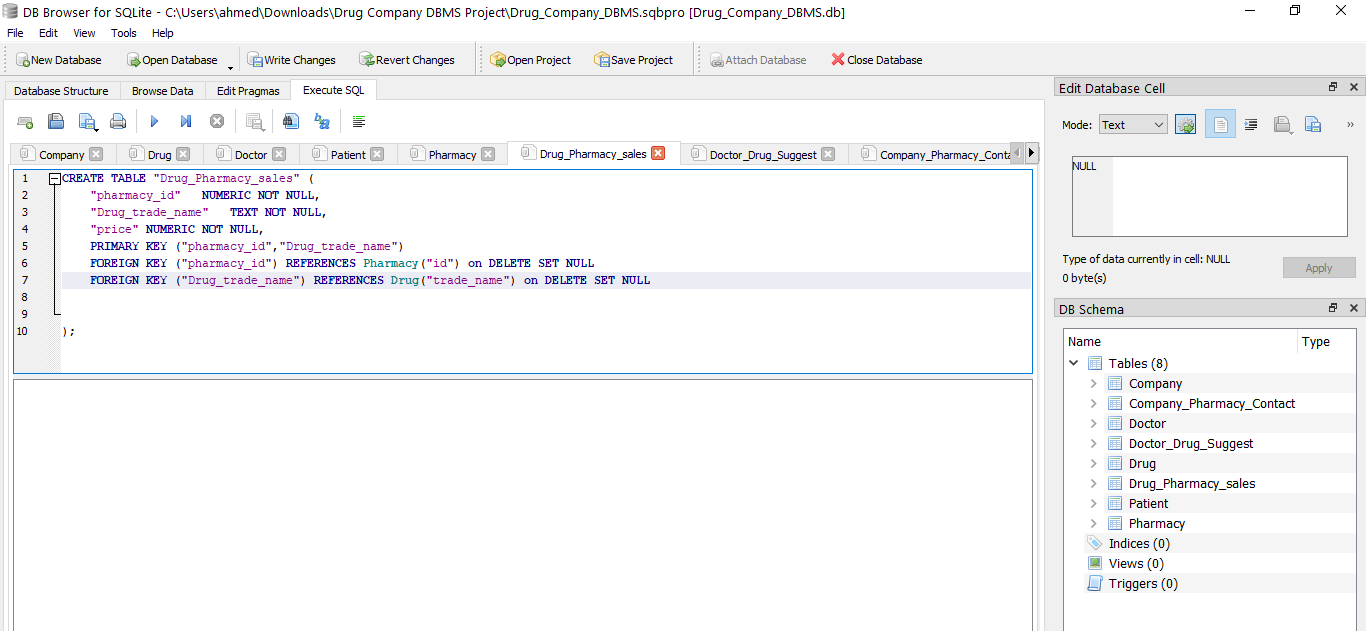 DB Browser for SQLite - C:\Users\ahmed\Downloads\Drug Company DBMS Project\Drug_Company_DBMS.sqbpro [Drug_Company_DBMS.db]
File Edit View Tools Help
New Database Open Database Write Changes Revert Changes Open Project Save Project Attach Database Close Database
Database Structure Browse Data Edit Pragmas Execute SQL
Company Drug Doctor Patient Pharmacy Drug_Pharmacy_sales Doctor_Drug_Suggest Company_Pharmacy_Conta
1 CREATE TABLE "Drug_Pharmacy_sales" (
2 "pharmacy_id" NUMERIC NOT NULL,
3 "Drug_trade_name" TEXT NOT NULL,
4 "price" NUMERIC NOT NULL,
5 PRIMARY KEY ("pharmacy_id","Drug_trade_name")
6 FOREIGN KEY ("pharmacy_id") REFERENCES Pharmacy("id") on DELETE SET NULL
7 FOREIGN KEY ("Drug_trade_name") REFERENCES Drug("trade_name") on DELETE SET NULL
8
9
10 );
Edit Database Cell
Mode: Text
NULL
Type of data currently in cell: NULL
0 byte(s)
Apply
DB Schema
Name Type
Tables (8)
Company
Company_Pharmacy_Contact
Doctor
Doctor_Drug_Suggest
Drug
Drug_Pharmacy_sales
Patient
Pharmacy
Indices (0)
Views (0)
Triggers (0)